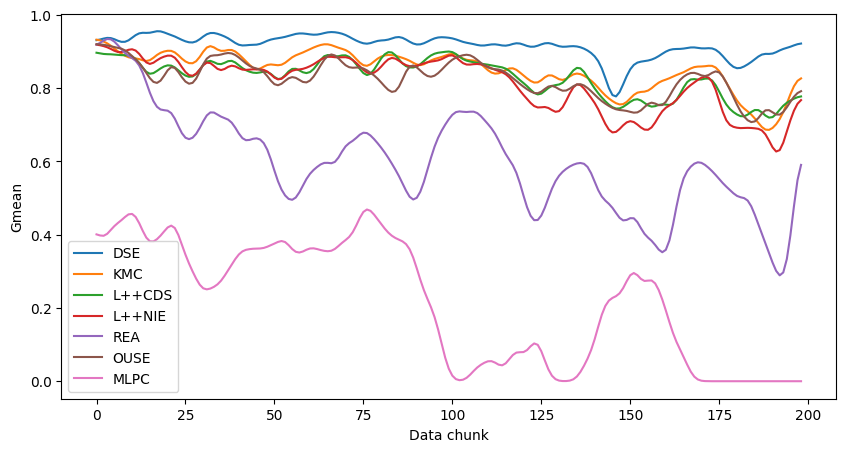 1.0
0.8
0.6
0.4
0.2
0.0
Gmean
DSE
KMC
L++CDS
L++NIE
REA
OUSE
MLPC
0 25 50 75 100 125 150 175 200
Data chunk